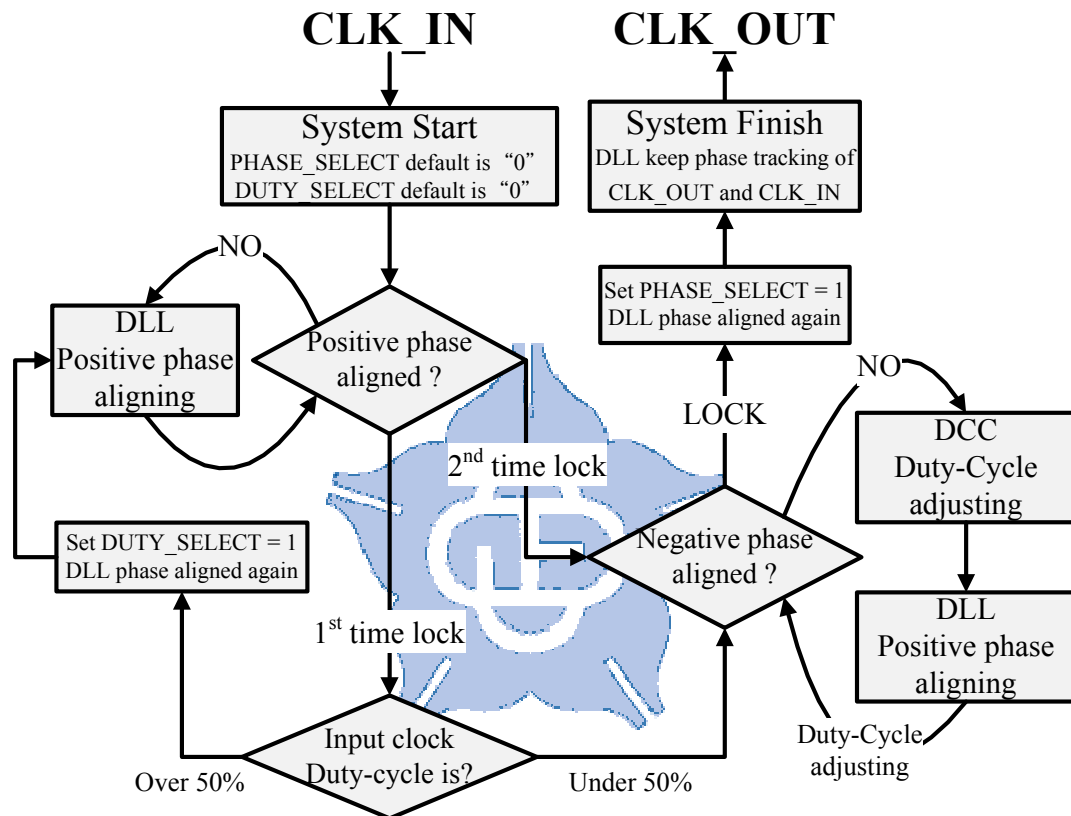 CLK_IN
CLK_OUT
System Start
PHASE_SELECT default is “0”
DUTY_SELECT default is “0”
System Finish
DLL keep phase tracking of
CLK_OUT and CLK_IN
NO
Set PHASE_SELECT = 1
DLL phase aligned again
DLL
Positive phase
aligning
Positive phase
aligned ?
NO
LOCK
DCC
Duty-Cycle
adjusting
2nd time lock
Set DUTY_SELECT = 1
DLL phase aligned again
Negative phase
aligned ?
1st time lock
DLL
Positive phase
aligning
Input clock
Duty-cycle is?
Duty-Cycle
adjusting
Over 50%
Under 50%